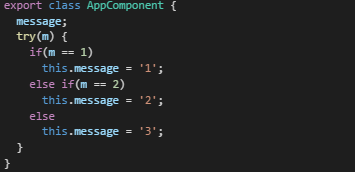 export class AppComponent {
  message;
  try(m) {
    if(m == 1)
      this.message = '1';
    else if(m == 2)
      this.message = '2';
    else
      this.message = '3';
  }
}